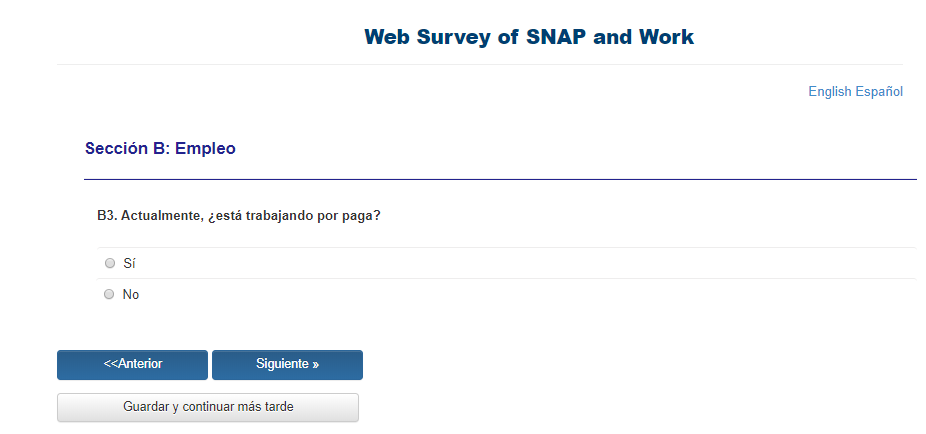 Web Survey of SNAP and Work
English Español
Sección B: Empleo
B3. Actualmente, ¿está trabajando por paga?
Sí
No
<<Anterior
Siguiente »
Guardar y continuar más tarde